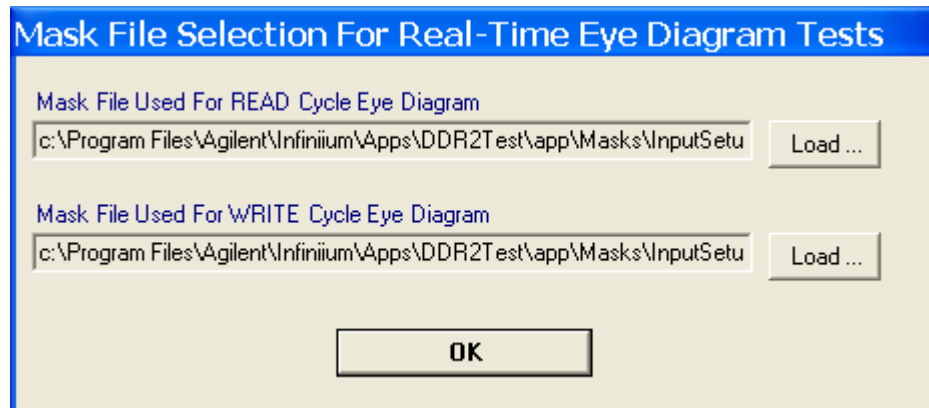 Mask File Selection For Real-Time Eye Diagram Tests
Mask File Used For READ Cycle Eye Diagram
c:\Program Files\Agilent\Infiniium\Apps\DDR2Test\app\Masks\InputSetu
Load ...
Mask File Used For WRITE Cycle Eye Diagram
c:\Program Files\Agilent\Infiniium\Apps\DDR2Test\app\Masks\InputSetu
Load ...
OK